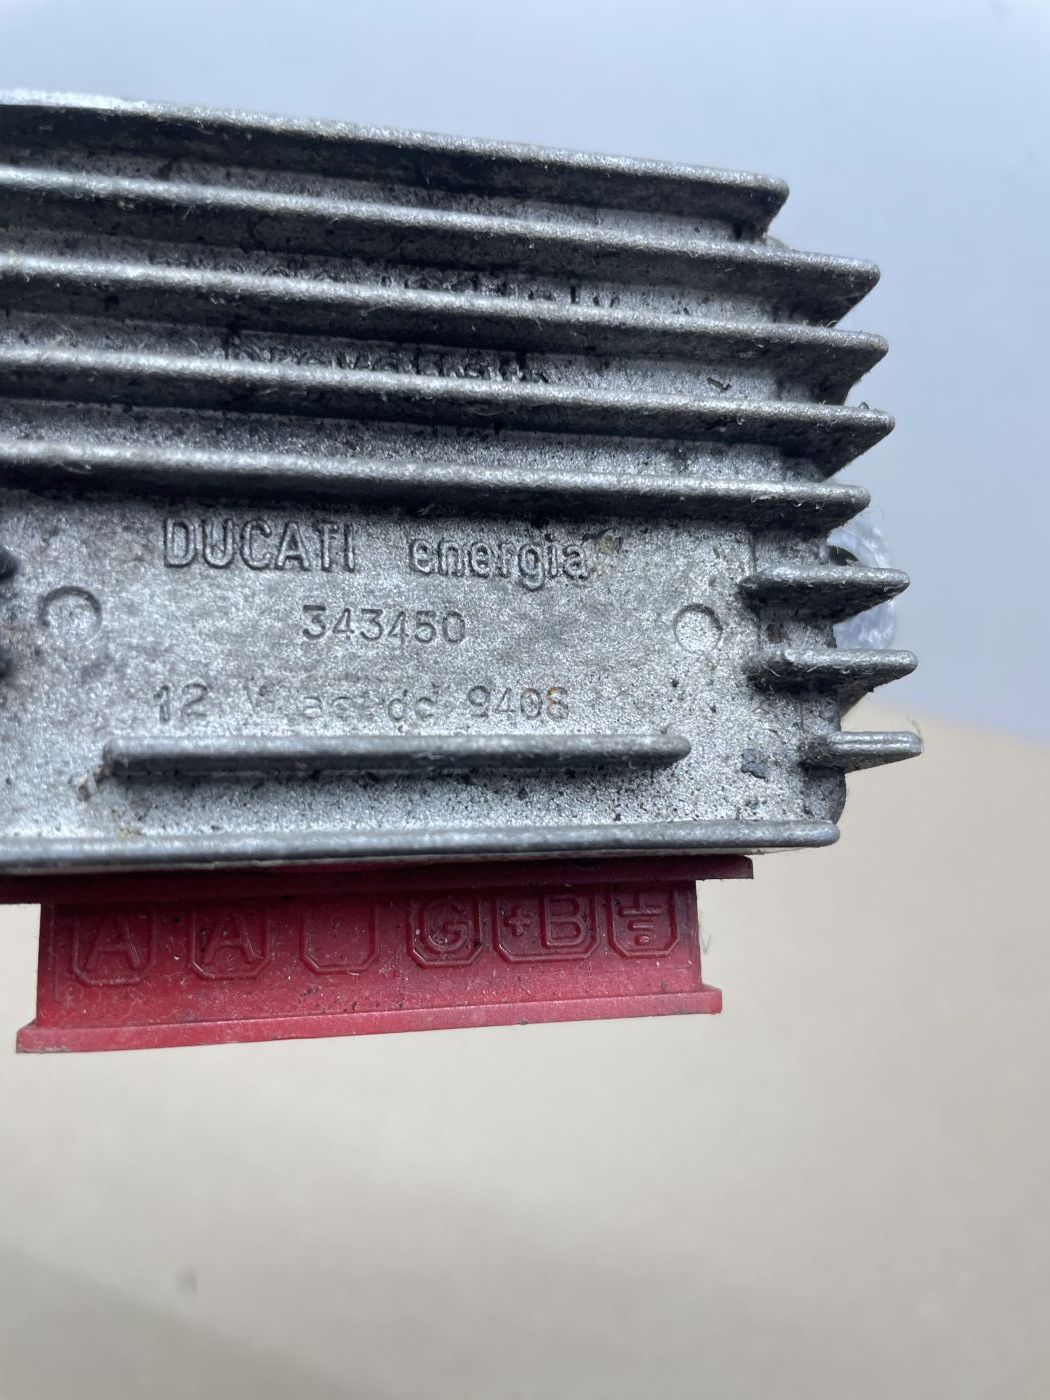 DUCATI energia
343450
12 V ac+dc 9408
A A G +B